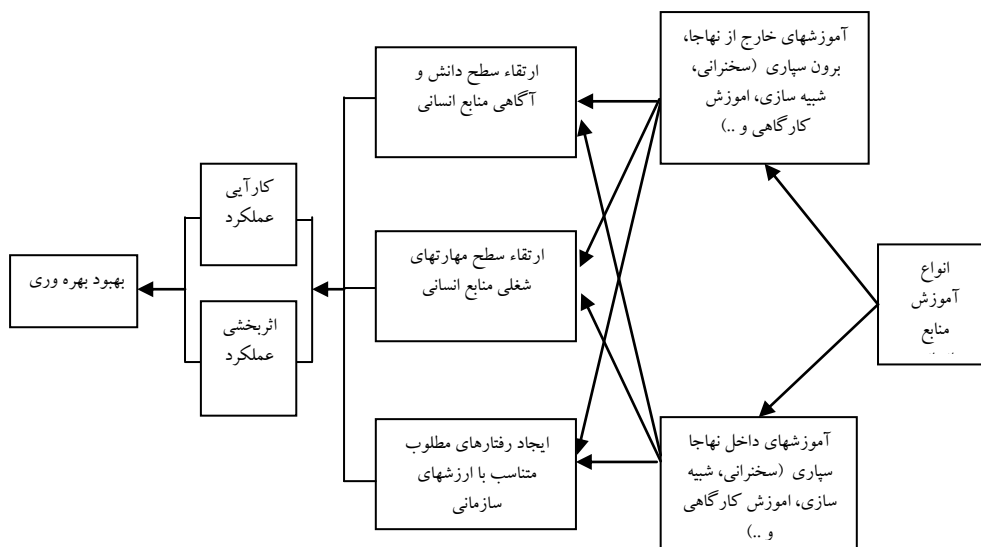 انواع
آموزش
منابع
آموزشهای خارج از نهاجا،
برون سپاری (سخنرانی،
شبیه سازی، اموزش
کارگاهی و ..)
آموزشهای داخل نهاجا
سپاری (سخنرانی، شبیه
سازی، اموزش کارگاهی
و ..)
ارتقاء سطح دانش و
آگاهی منابع انسانی
ارتقاء سطح مهارتهای
شغلی منابع انسانی
ایجاد رفتارهای مطلوب
متناسب با ارزشهای
سازمانی
کارآیی
عملکرد
اثربخشی
عملکرد
بهبود بهره وری